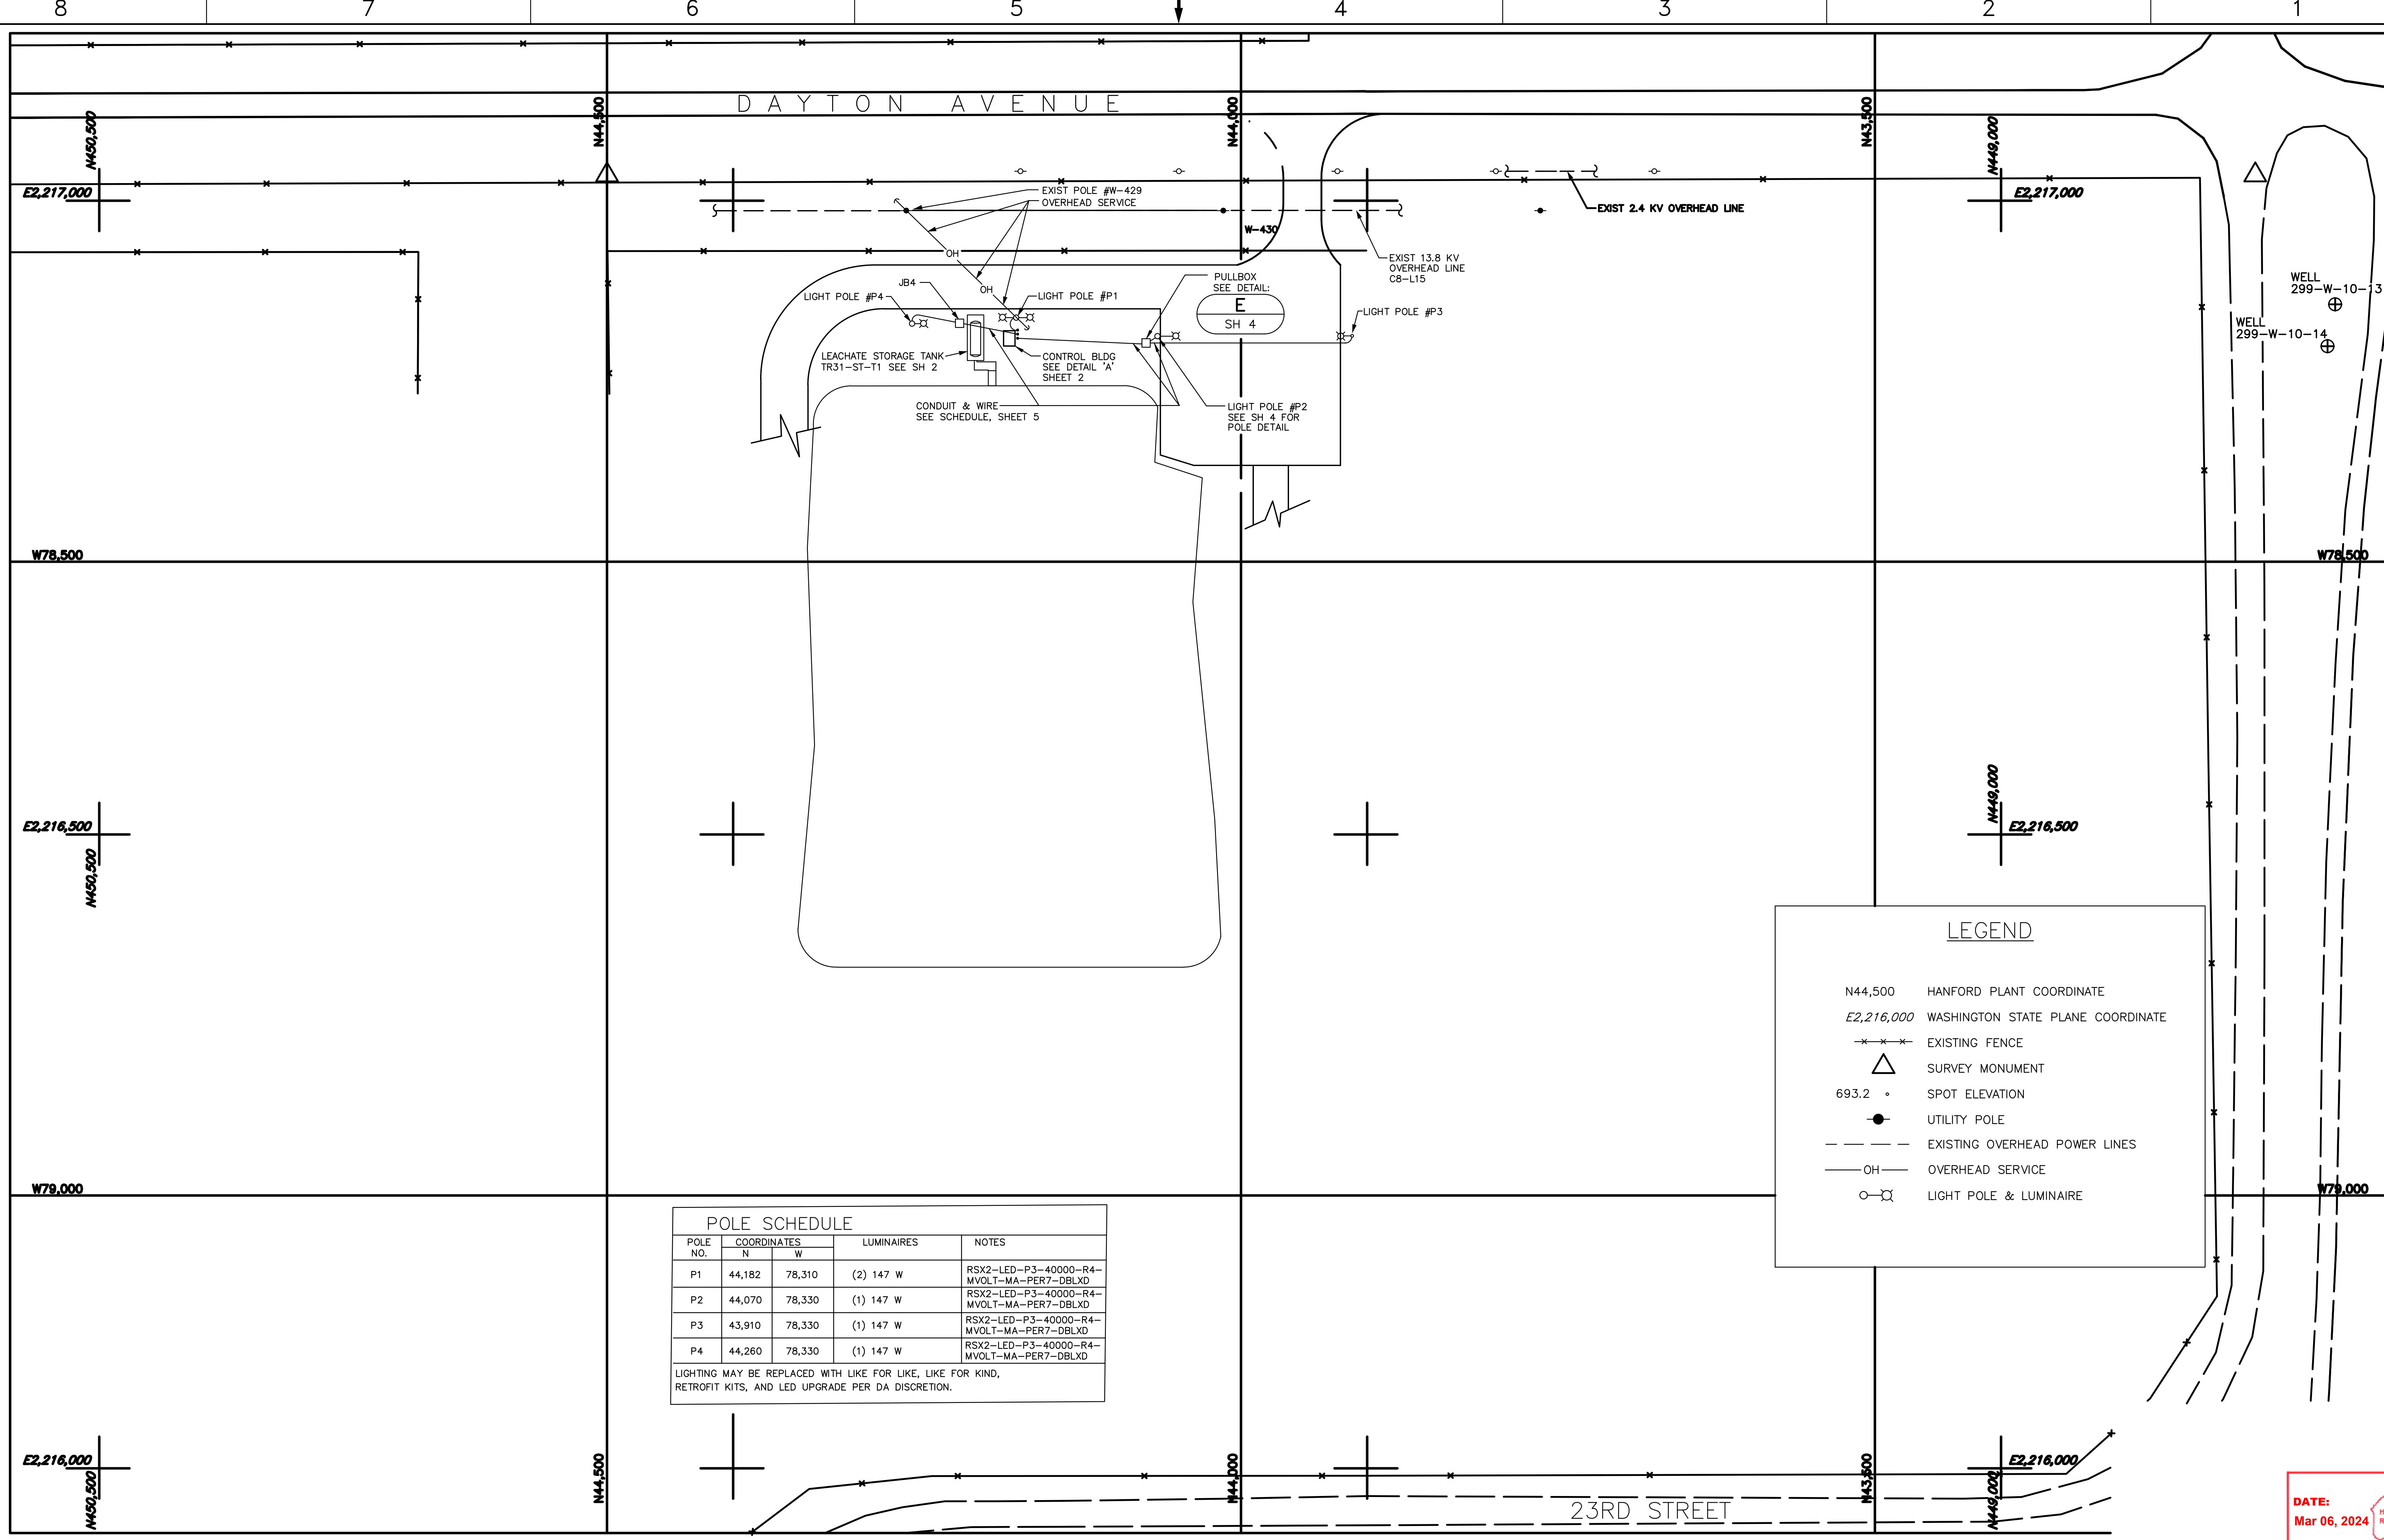 8 7 6 5 4 3 2 1
DAYTON AVENUE
N450,500
N44,500
N44,000
N43,500
N449,000
E2,217,000
E2,217,000
EXIST POLE #W-429
OVERHEAD SERVICE
EXIST 2.4 KV OVERHEAD LINE
W-430
OH
OH
EXIST 13.8 KV
OVERHEAD LINE
C8-L15
PULLBOX
SEE DETAIL:
E
SH 4
JB4
LIGHT POLE #P4
LIGHT POLE #P1
LIGHT POLE #P3
WELL
299-W-10-13
WELL
299-W-10-14
LEACHATE STORAGE TANK
TR31-ST-T1 SEE SH 2
CONTROL BLDG
SEE DETAIL 'A'
SHEET 2
CONDUIT & WIRE
SEE SCHEDULE, SHEET 5
LIGHT POLE #P2
SEE SH 4 FOR
POLE DETAIL
W78,500
W78,500
N449,000
E2,216,500
E2,216,500
N450,500
LEGEND
N44,500 HANFORD PLANT COORDINATE
E2,216,000 WASHINGTON STATE PLANE COORDINATE
EXISTING FENCE
SURVEY MONUMENT
693.2 SPOT ELEVATION
UTILITY POLE
EXISTING OVERHEAD POWER LINES
OH OVERHEAD SERVICE
LIGHT POLE & LUMINAIRE
W79,000
W79,000
POLE SCHEDULE
POLE NO. COORDINATES N W LUMINAIRES NOTES
P1 44,182 78,310 (2) 147 W RSX2-LED-P3-40000-R4-
MVOLT-MA-PER7-DBLXD
P2 44,070 78,330 (1) 147 W RSX2-LED-P3-40000-R4-
MVOLT-MA-PER7-DBLXD
P3 43,910 78,330 (1) 147 W RSX2-LED-P3-40000-R4-
MVOLT-MA-PER7-DBLXD
P4 44,260 78,330 (1) 147 W RSX2-LED-P3-40000-R4-
MVOLT-MA-PER7-DBLXD
LIGHTING MAY BE REPLACED WITH LIKE FOR LIKE, LIKE FOR KIND,
RETROFIT KITS, AND LED UPGRADE PER DA DISCRETION.
E2,216,000
E2,216,000
N450,500
N44,500
N44,000
N43,500
N449,000
23RD STREET
DATE:
Mar 06, 2024